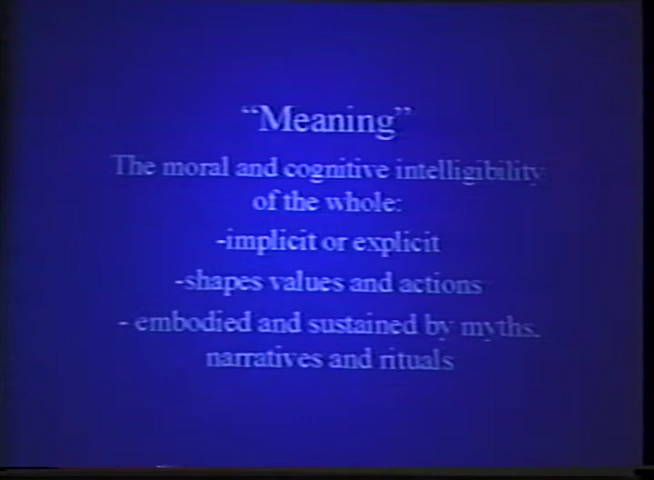 “Meaning”
The moral and cognitive intelligibility
of the whole:
-implicit or explicit
-shapes values and actions
- embodied and sustained by myths,
narratives and rituals